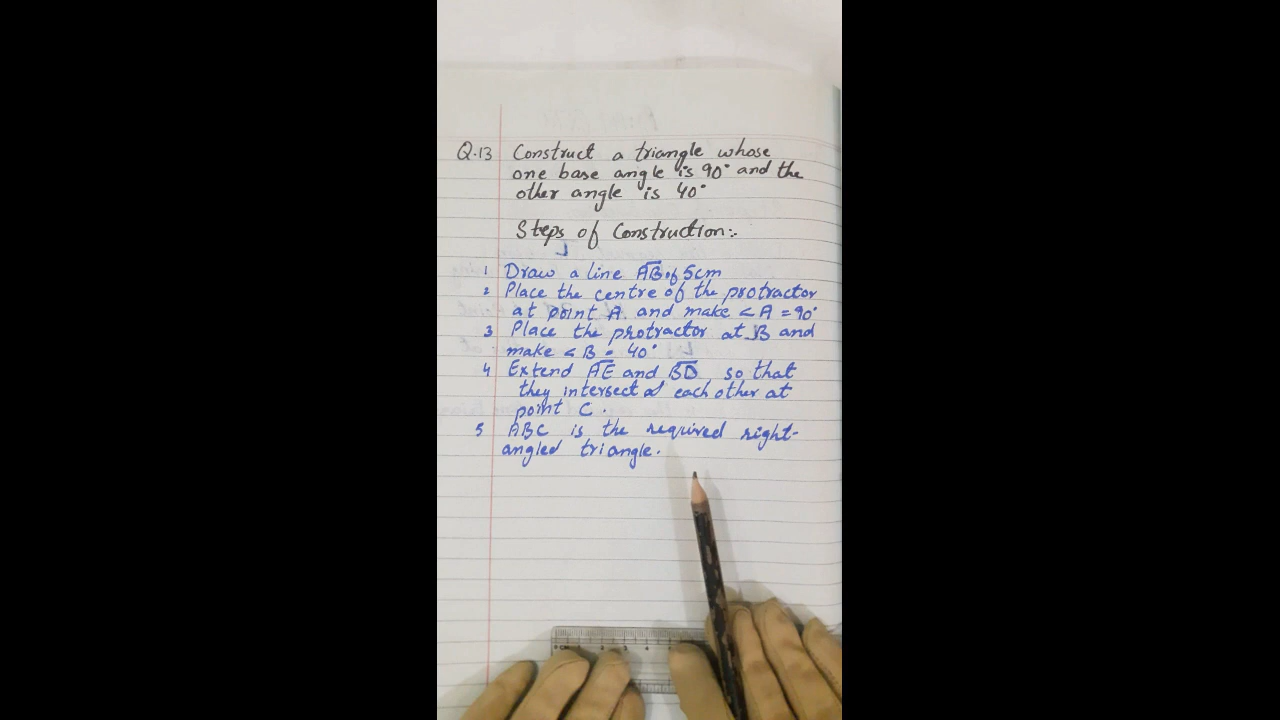 Q.13 Construct a triangle whose
one base angle is 90° and the
other angle is 40°
Steps of Construction:-
1 Draw a line AB of 5cm
2 Place the centre of the protractor
at point A. and make ∠A = 90°
3 Place the protractor at B and
make ∠B = 40°
4 Extend AE and BD so that
they intersect each other at
point C.
5 ABC is the required right-
angled triangle.